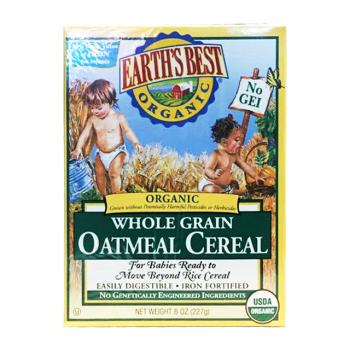 IRON
EARTH'S BEST
ORGANIC
No
GEI
ORGANIC
Grown without Potentially Harmful Pesticides or Herbicides
WHOLE GRAIN
OATMEAL CEREAL
For Babies Ready to
Move Beyond Rice Cereal
EASILY DIGESTIBLE • IRON FORTIFIED
NO GENETICALLY ENGINEERED INGREDIENTS
U
NET WEIGHT 8 OZ (227g)
USDA
ORGANIC